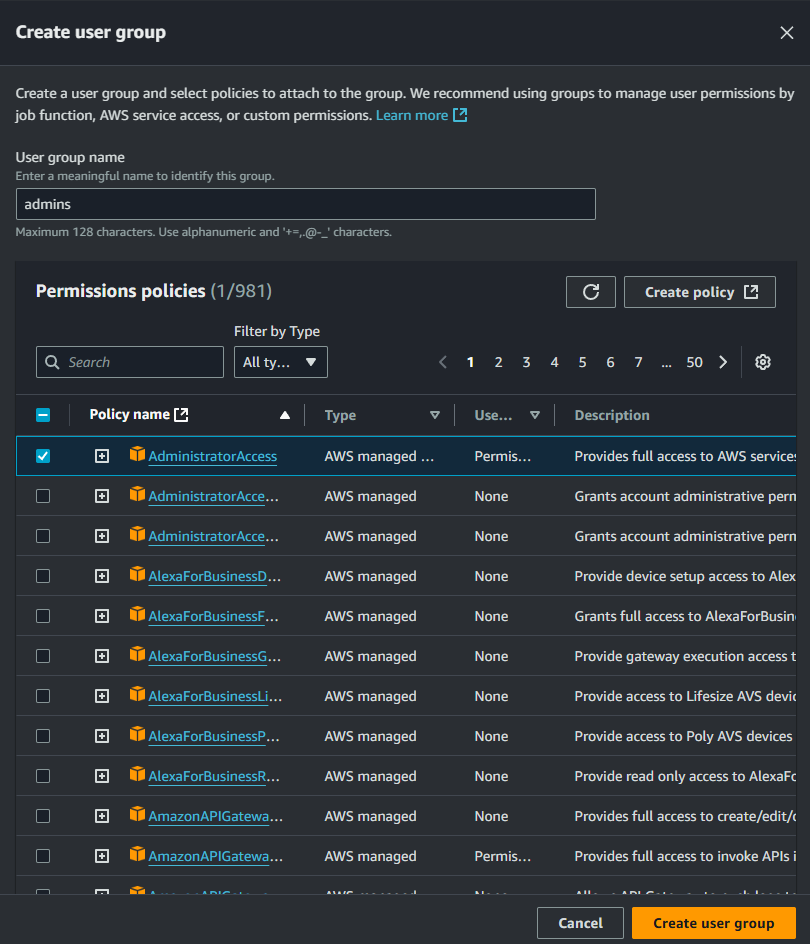 Create user group
Create a user group and select policies to attach to the group. We recommend using groups to manage user permissions by
job function, AWS service access, or custom permissions. Learn more
User group name
Enter a meaningful name to identify this group.
admins
Maximum 128 characters. Use alphanumeric and '+=,.@-_' characters.
Permissions policies (1/981)
Create policy
Filter by Type
Search
All ty...
1 2 3 4 5 6 7 ... 50
Policy name Type Use... Description
AdministratorAccess AWS managed ... Permis... Provides full access to AWS services
AdministratorAcce... AWS managed None Grants account administrative perm
AdministratorAcce... AWS managed None Grants account administrative perm
AlexaForBusinessD... AWS managed None Provide device setup access to Alex
AlexaForBusinessF... AWS managed None Grants full access to AlexaForBusin
AlexaForBusinessG... AWS managed None Provide gateway execution access t
AlexaForBusinessLi... AWS managed None Provide access to Lifesize AVS devic
AlexaForBusinessP... AWS managed None Provide access to Poly AVS devices
AlexaForBusinessR... AWS managed None Provide read only access to AlexaFo
AmazonAPIGatewa... AWS managed None Provides full access to create/edit/d
AmazonAPIGatewa... AWS managed Permis... Provides full access to invoke APIs i
Cancel
Create user group